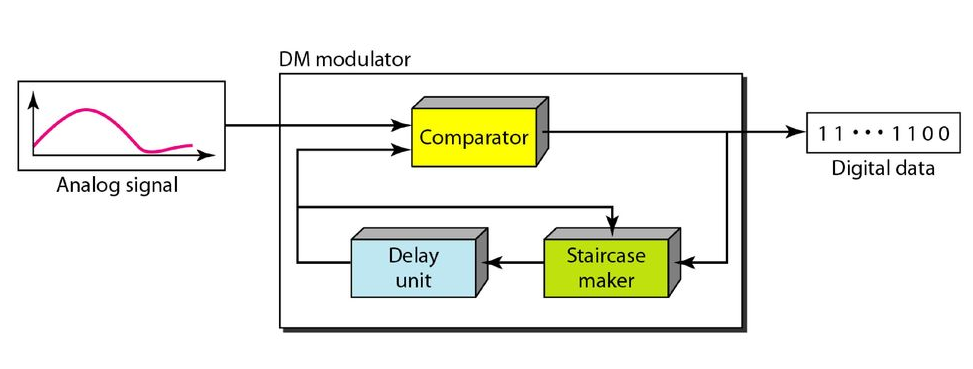 DM modulator
Comparator
11•••1100
Analog signal
Digital data
Delay
unit
Staircase
maker